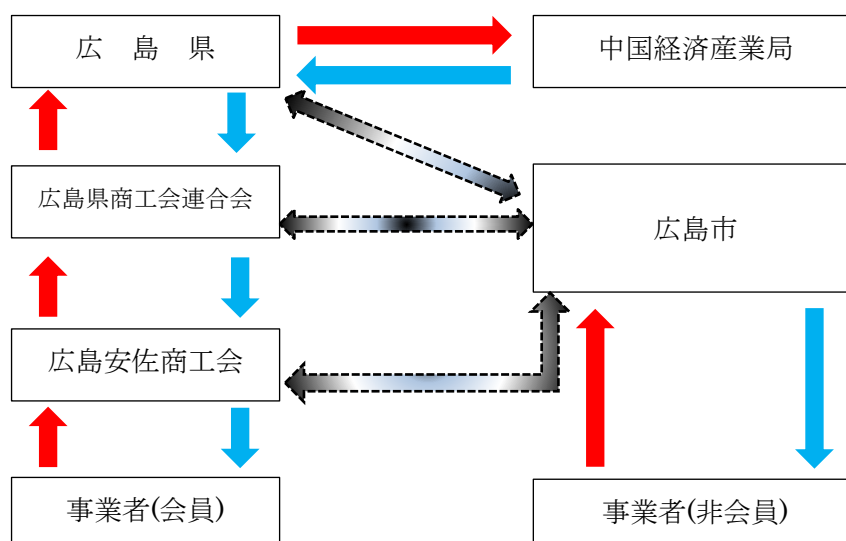 広　島　県
中国経済産業局
広島県商工会連合会
広島市
広島安佐商工会
事業者(会員)
事業者(非会員)